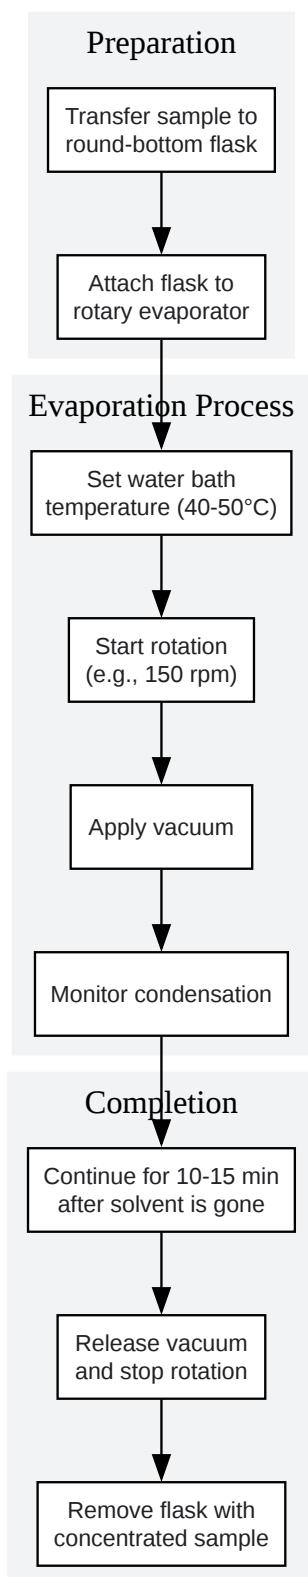 Preparation
Transfer sample to
round-bottom flask
Attach flask to
rotary evaporator
Evaporation Process
Set water bath
temperature (40-50°C)
Start rotation
(e.g., 150 rpm)
Apply vacuum
Monitor condensation
Completion
Continue for 10-15 min
after solvent is gone
Release vacuum
and stop rotation
Remove flask with
concentrated sample